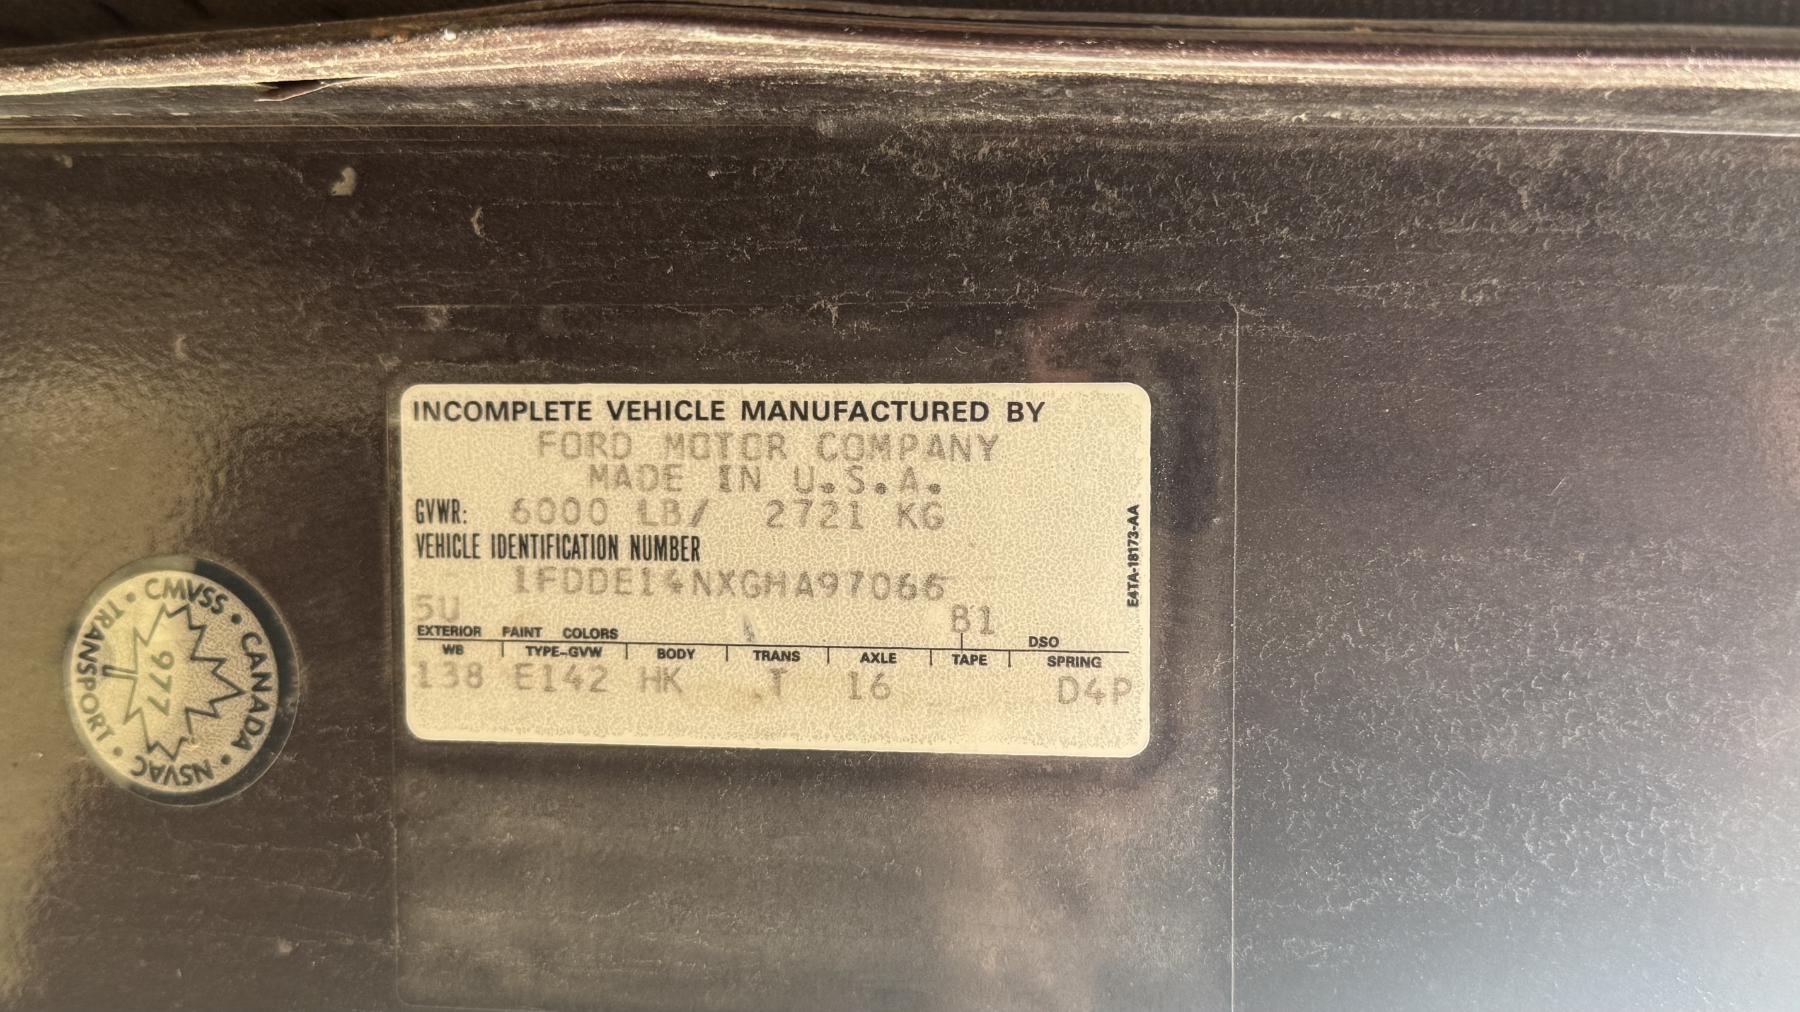 INCOMPLETE VEHICLE MANUFACTURED BY
FORD MOTOR COMPANY
MADE IN U.S.A.
GVWR: 6000 LB/ 2721 KG
VEHICLE IDENTIFICATION NUMBER
1FDDE14NXGHA97066
5U B1
EXTERIOR PAINT COLORS DSO
WB TYPE-GVW BODY TRANS AXLE TAPE SPRING
138 E142 HK T 16 D4P
E4TA-18173-AA
CMVSS • CANADA • NSVAC • TRANSPORT •
977